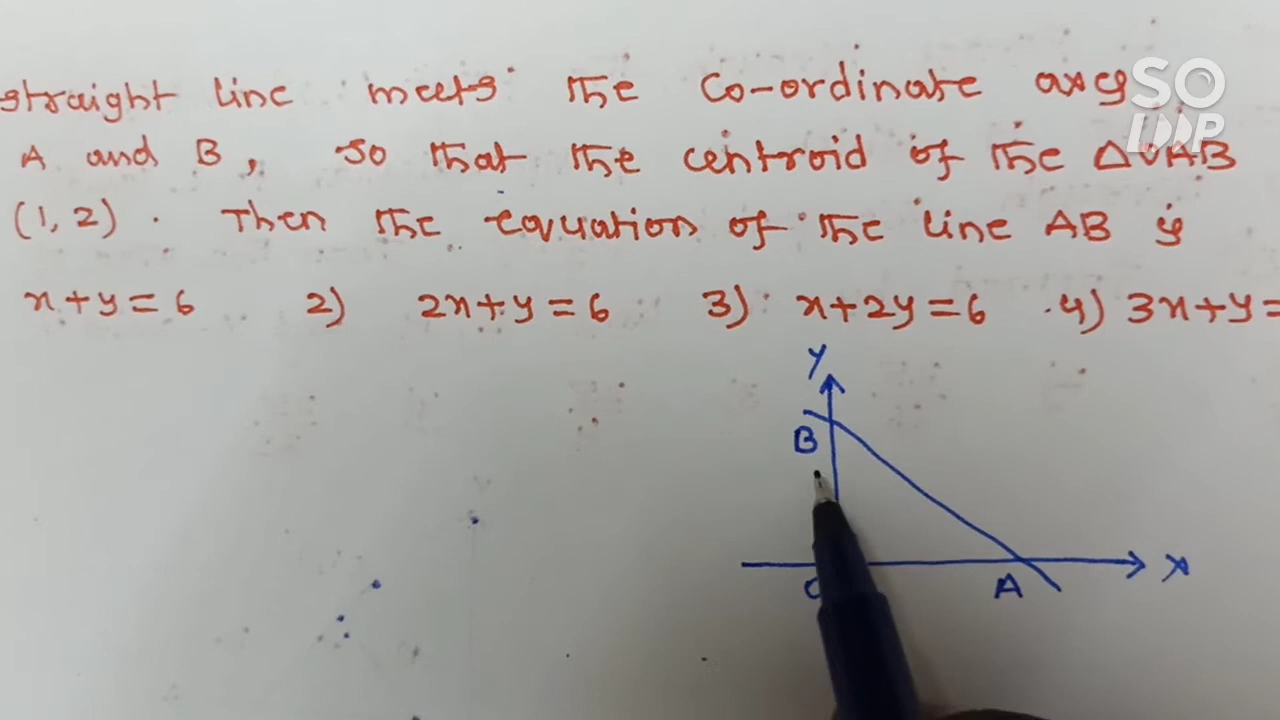 straight line meets the co-ordinate axes
A and B, so that the centroid of the ΔOAB
(1,2). Then the equation of the line AB is
x+y=6 2) 2x+y=6 3) x+2y=6 4) 3x+y=
Y
B
A
X
SO
LOOP